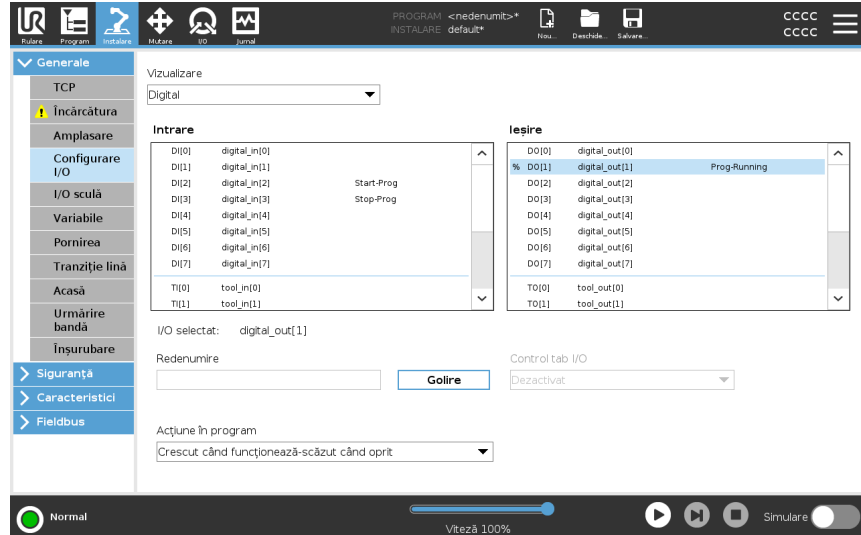 UR
Rulare
Program
Instalare
Mutare
I/O
Jurnal
PROGRAM <nedenumit>*
INSTALARE default*
Nou...
Deschide...
Salvare...
cccc
cccc
Generale
TCP
Încărcătura
Amplasare
Configurare
I/O
I/O sculă
Variabile
Pornirea
Tranziție lină
Acasă
Urmărire
bandă
Înșurubare
Siguranță
Caracteristici
Fieldbus
Vizualizare
Digital
Intrare
DI[0] digital_in[0]
DI[1] digital_in[1]
DI[2] digital_in[2] Start-Prog
DI[3] digital_in[3] Stop-Prog
DI[4] digital_in[4]
DI[5] digital_in[5]
DI[6] digital_in[6]
DI[7] digital_in[7]
TI[0] tool_in[0]
TI[1] tool_in[1]
Ieșire
DO[0] digital_out[0]
% DO[1] digital_out[1] Prog-Running
DO[2] digital_out[2]
DO[3] digital_out[3]
DO[4] digital_out[4]
DO[5] digital_out[5]
DO[6] digital_out[6]
DO[7] digital_out[7]
TO[0] tool_out[0]
TO[1] tool_out[1]
I/O selectat: digital_out[1]
Redenumire
Golire
Control tab I/O
Dezactivat
Acțiune în program
Crescut când funcționează-scăzut când oprit
Normal
Viteză 100%
Simulare